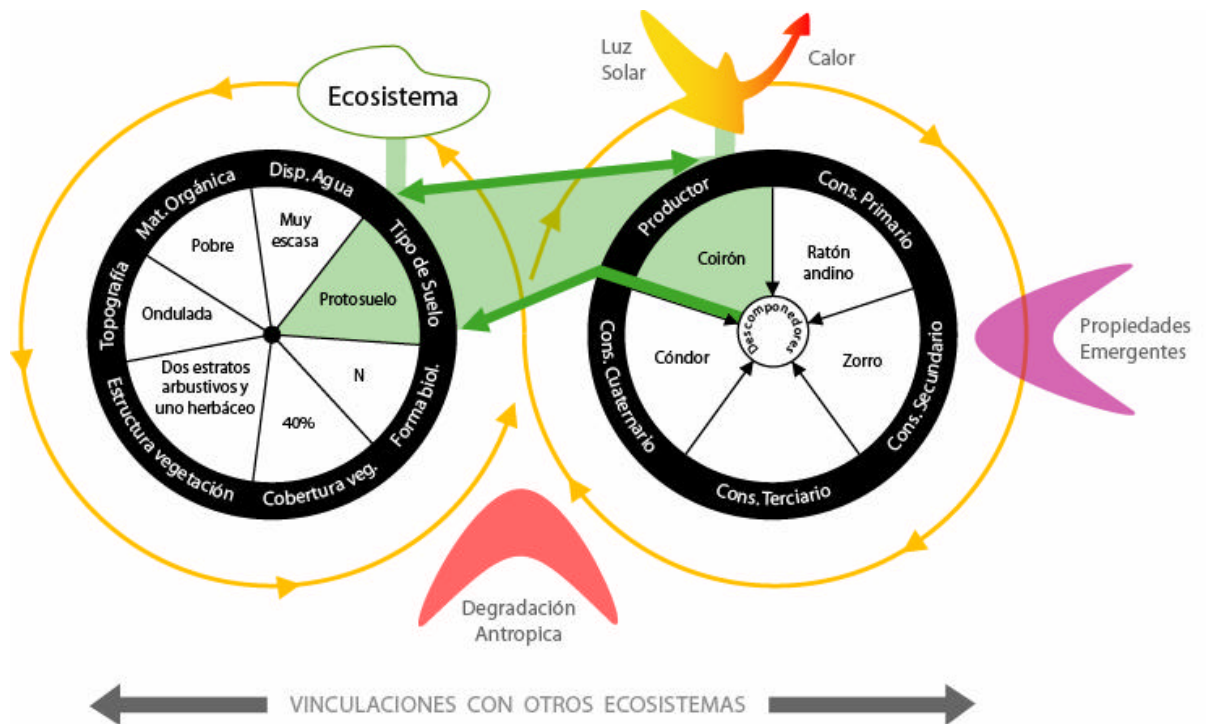 Luz
Solar
Calor
Ecosistema
Mat. Orgánica
Disp. Agua
Tipo de Suelo
Topografía
Pobre
Muy
escasa
Protosuelo
Ondulada
Dos estratos
arbustivos y
uno herbáceo
40%
N
Estructura vegetación
Cobertura veg.
Forma biol.
Productor
Cons. Primario
Coirón
Ratón
andino
Descomponedores
Cóndor
Zorro
Cons. Cuaternario
Cons. Terciario
Cons. Secundario
Propiedades
Emergentes
Degradación
Antropica
VINCULACIONES CON OTROS ECOSISTEMAS